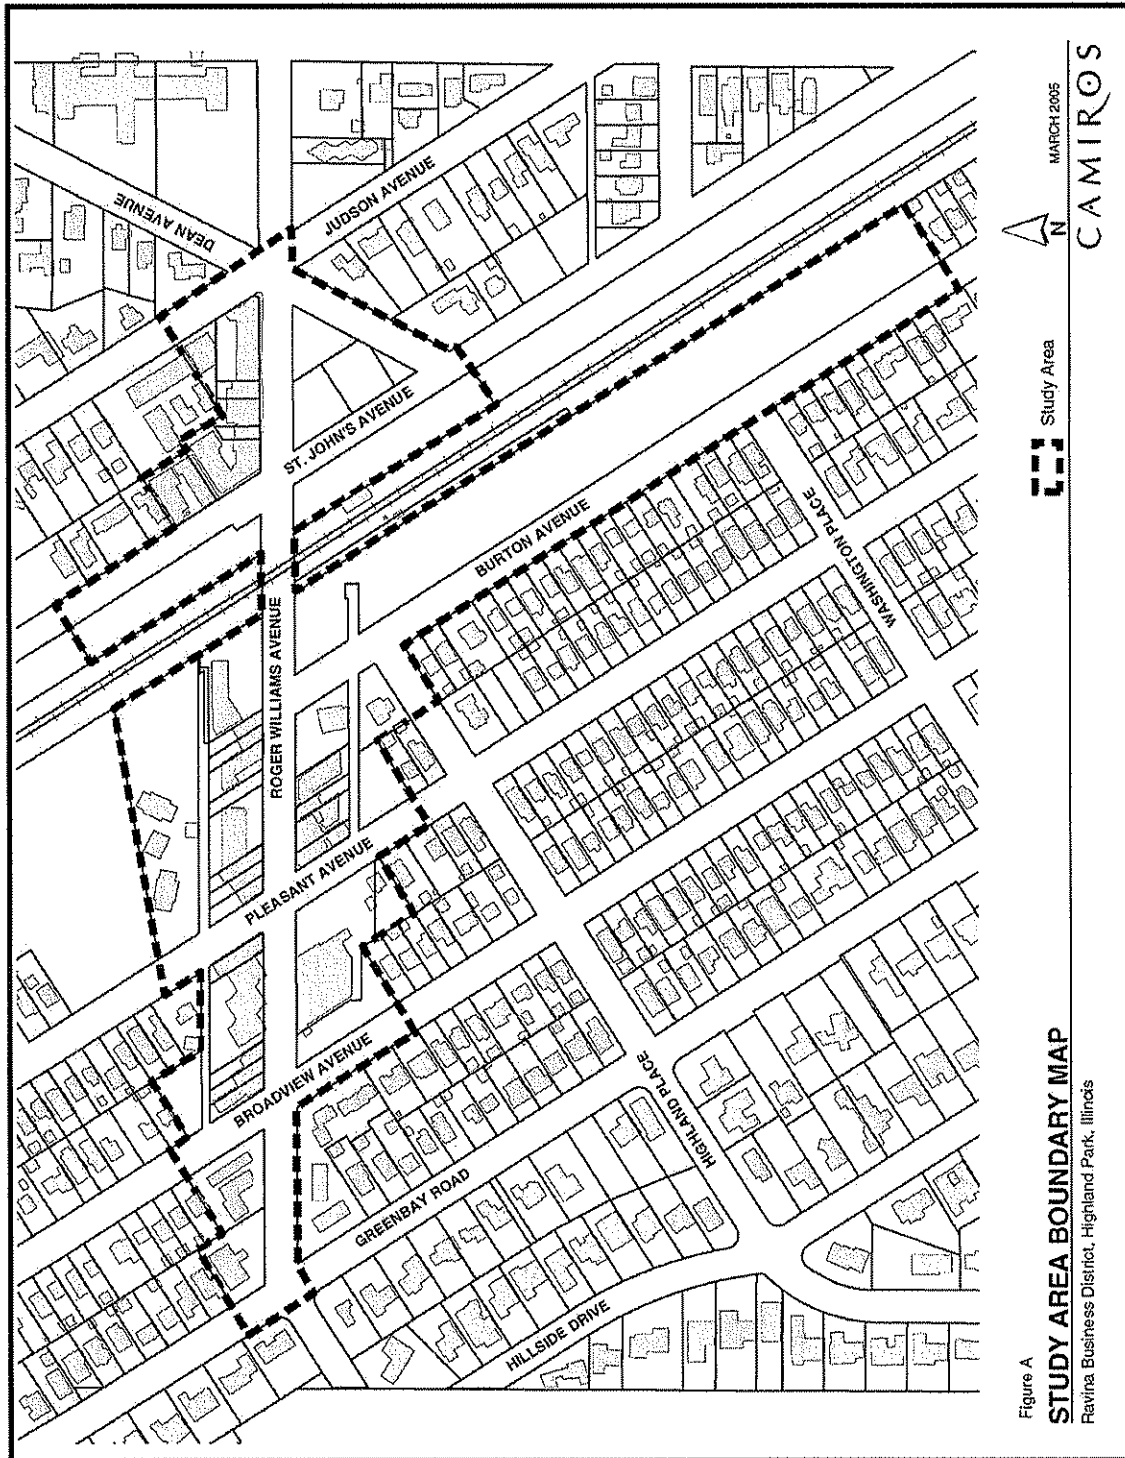 DEAN AVENUE
JUDSON AVENUE
ST. JOHN'S AVENUE
ROGER WILLIAMS AVENUE
BURTON AVENUE
WASHINGTON PLACE
PLEASANT AVENUE
BROADVIEW AVENUE
HIGHLAND PLACE
GREENBAY ROAD
HILLSIDE DRIVE
Figure A
STUDY AREA BOUNDARY MAP
Ravina Business District, Highland Park, Illinois
Study Area
N
MARCH 2005
CAMIROS